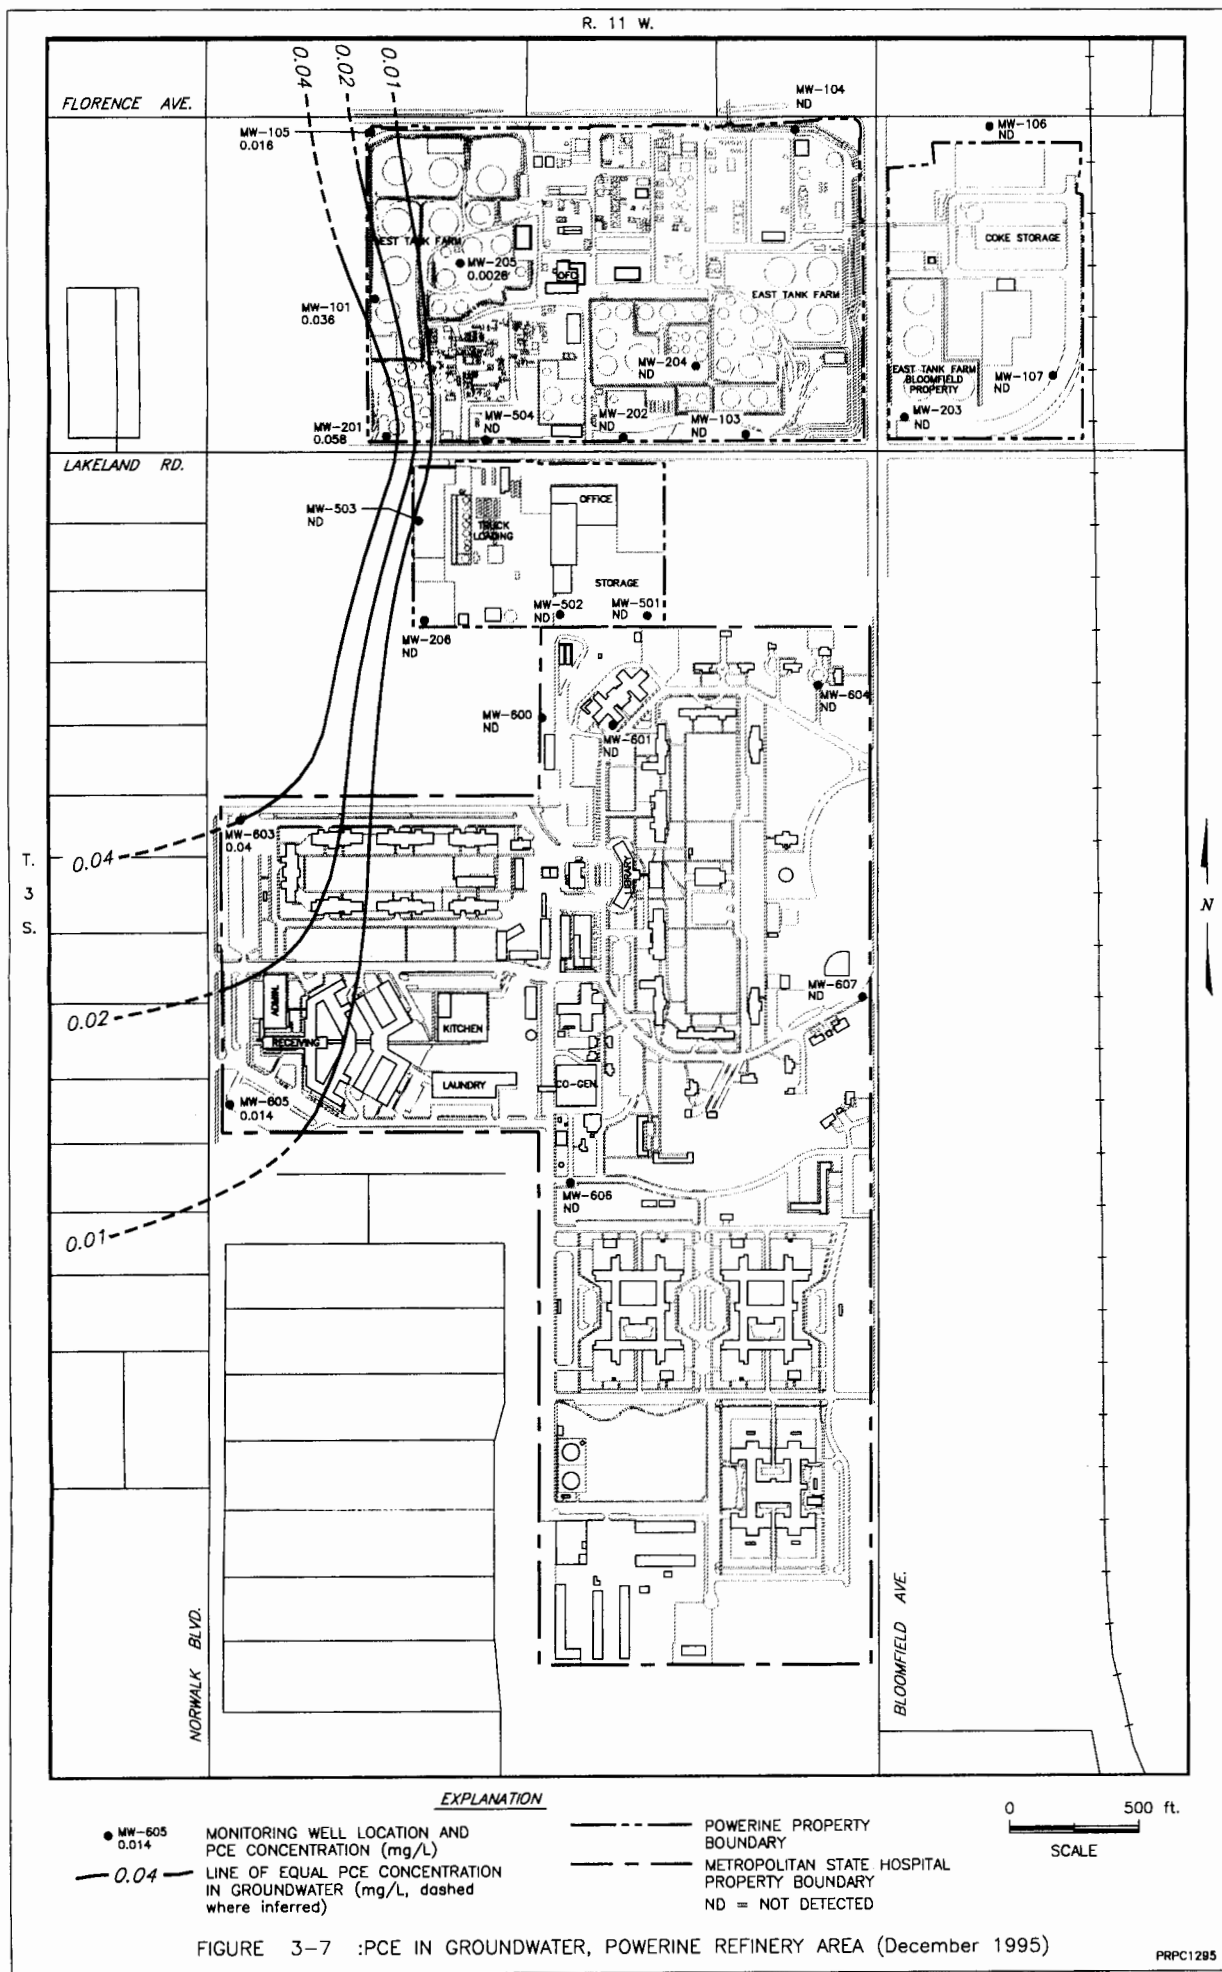 R. 11 W.
0.04
0.02
0.01
FLORENCE AVE.
MW-104
ND
MW-105
0.016
MW-106
ND
COKE STORAGE
EST TANK FARM
MW-205
0.0026
OFC
EAST TANK FARM
MW-101
0.036
MW-204
ND
EAST TANK FARM
BLOOMFIELD
PROPERTY
MW-107
ND
MW-203
ND
MW-201
0.058
MW-504
ND
MW-202
ND
MW-103
ND
LAKELAND RD.
MW-503
ND
OFFICE
TRUCK
LOADING
STORAGE
MW-502
ND
MW-501
ND
MW-206
ND
MW-604
ND
MW-600
ND
MW-601
ND
MW-603
0.04
0.04
T.
3
S.
LIBRARY
N
MW-607
ND
ADMIN.
KITCHEN
0.02
RECEIVING
LAUNDRY
CO-GEN.
MW-605
0.014
MW-606
ND
0.01
NORWALK BLVD.
BLOOMFIELD AVE.
EXPLANATION
MW-605
0.014
MONITORING WELL LOCATION AND
PCE CONCENTRATION (mg/L)
0.04
LINE OF EQUAL PCE CONCENTRATION
IN GROUNDWATER (mg/L, dashed
where inferred)
POWERINE PROPERTY
BOUNDARY
METROPOLITAN STATE HOSPITAL
PROPERTY BOUNDARY
ND = NOT DETECTED
0 500 ft.
SCALE
FIGURE 3-7 :PCE IN GROUNDWATER, POWERINE REFINERY AREA (December 1995)
PRPC1295